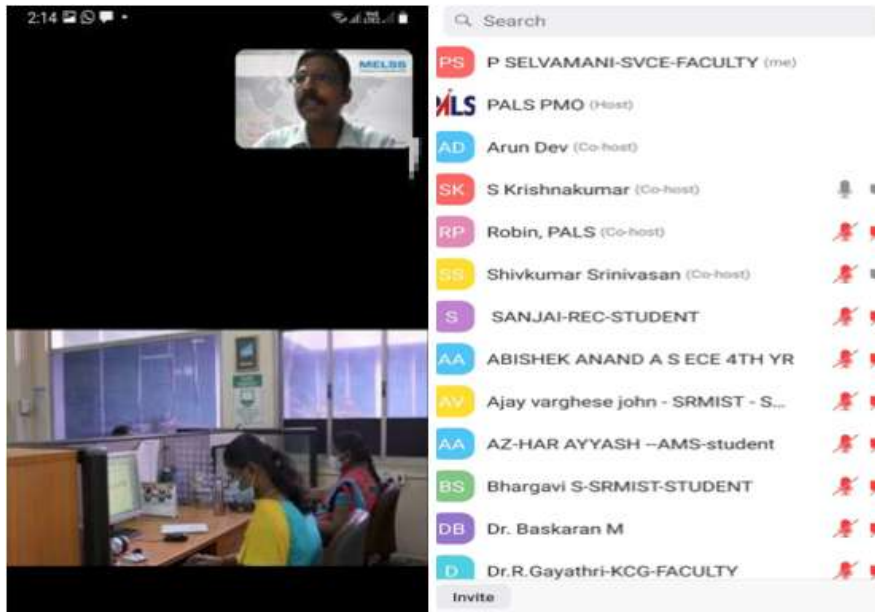 2:14
MELSS
Search
PS P SELVAMANI-SVCE-FACULTY (me)
PALS PALS PMO (Host)
AD Arun Dev (Co-host)
SK S Krishnakumar (Co-host)
RP Robin, PALS (Co-host)
SS Shivkumar Srinivasan (Co-host)
S SANJAI-REC-STUDENT
AA ABISHEK ANAND A S ECE 4TH YR
AV Ajay varghese john - SRMIST - S...
AA AZ-HAR AYYASH --AMS-student
BS Bhargavi S-SRMIST-STUDENT
DB Dr. Baskaran M
D Dr.R.Gayathri-KCG-FACULTY
Invite